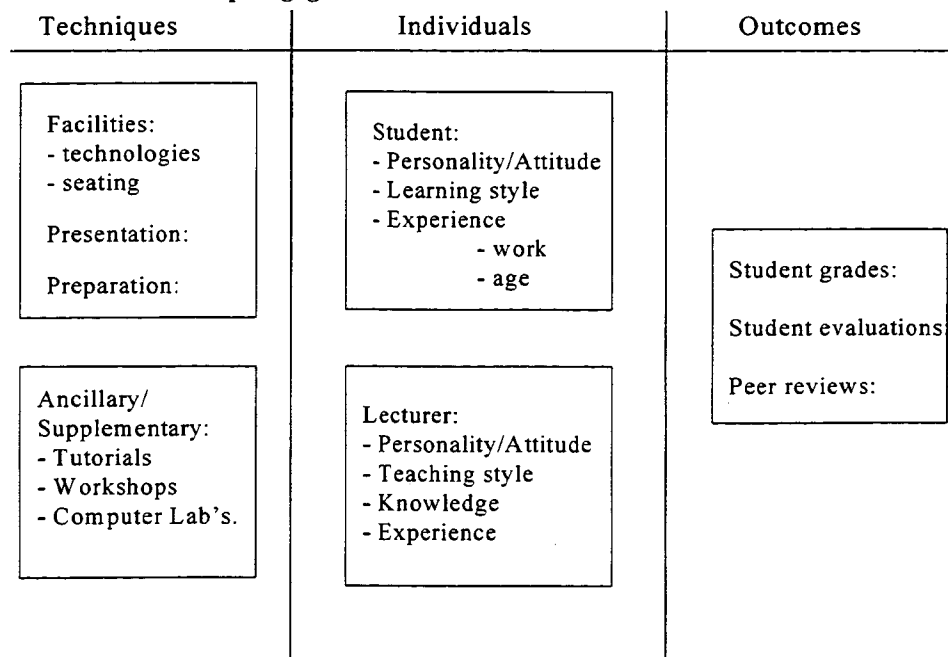 Techniques
Individuals
Outcomes
Facilities:
- technologies
- seating
Presentation:
Preparation:
Ancillary/
Supplementary:
- Tutorials
- Workshops
- Computer Lab's.
Student:
- Personality/Attitude
- Learning style
- Experience
- work
- age
Lecturer:
- Personality/Attitude
- Teaching style
- Knowledge
- Experience
Student grades:
Student evaluations
Peer reviews: